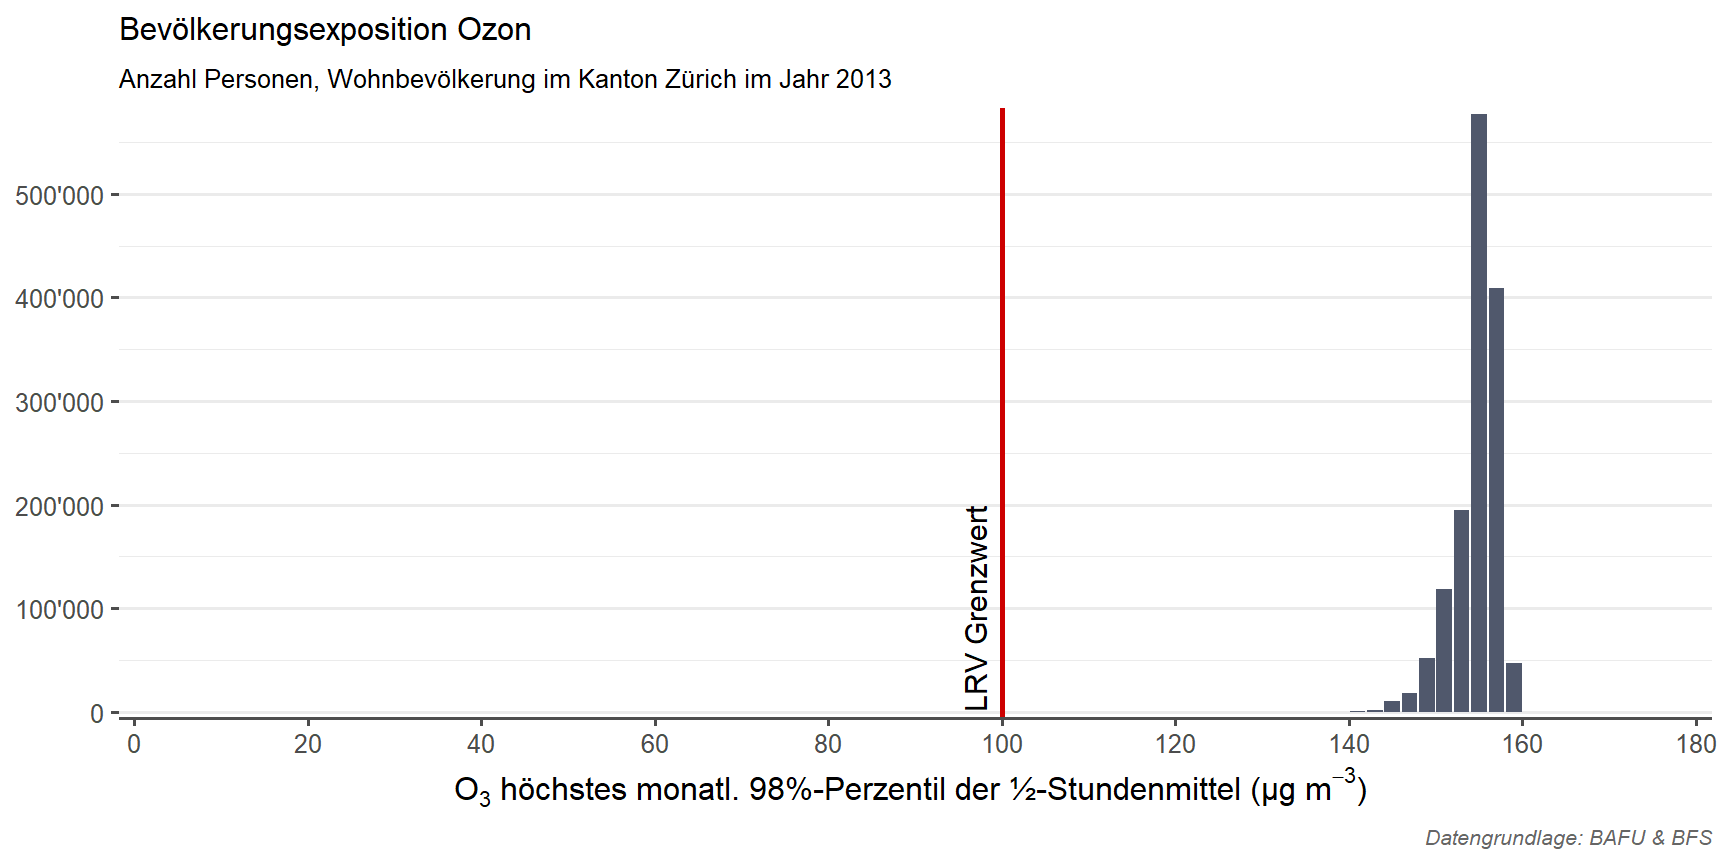 Bevölkerungsexposition Ozon
Anzahl Personen, Wohnbevölkerung im Kanton Zürich im Jahr 2013
500'000
400'000
300'000
200'000
100'000
0
LRV Grenzwert
0 20 40 60 80 100 120 140 160 180
O₃ höchstes monatl. 98%-Perzentil der ½-Stundenmittel (µg m⁻³)
Datengrundlage: BAFU & BFS